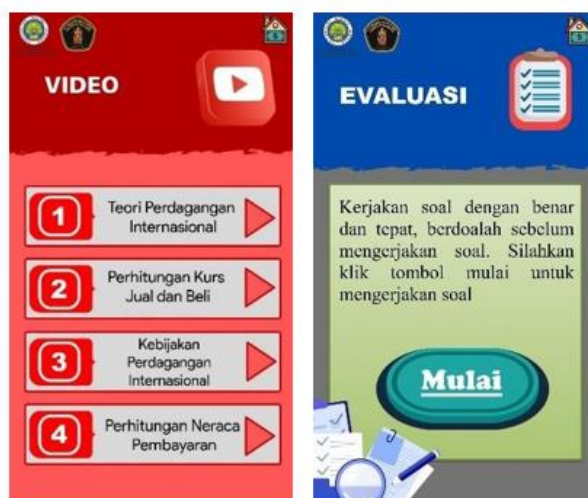 VIDEO
1
Teori Perdagangan
Internasional
2
Perhitungan Kurs
Jual dan Beli
3
Kebijakan
Perdagangan
Internasional
4
Perhitungan Neraca
Pembayaran
EVALUASI
Kerjakan soal dengan benar
dan tepat, berdoalah sebelum
mengerjakan soal. Silahkan
klik tombol mulai untuk
mengerjakan soal
Mulai